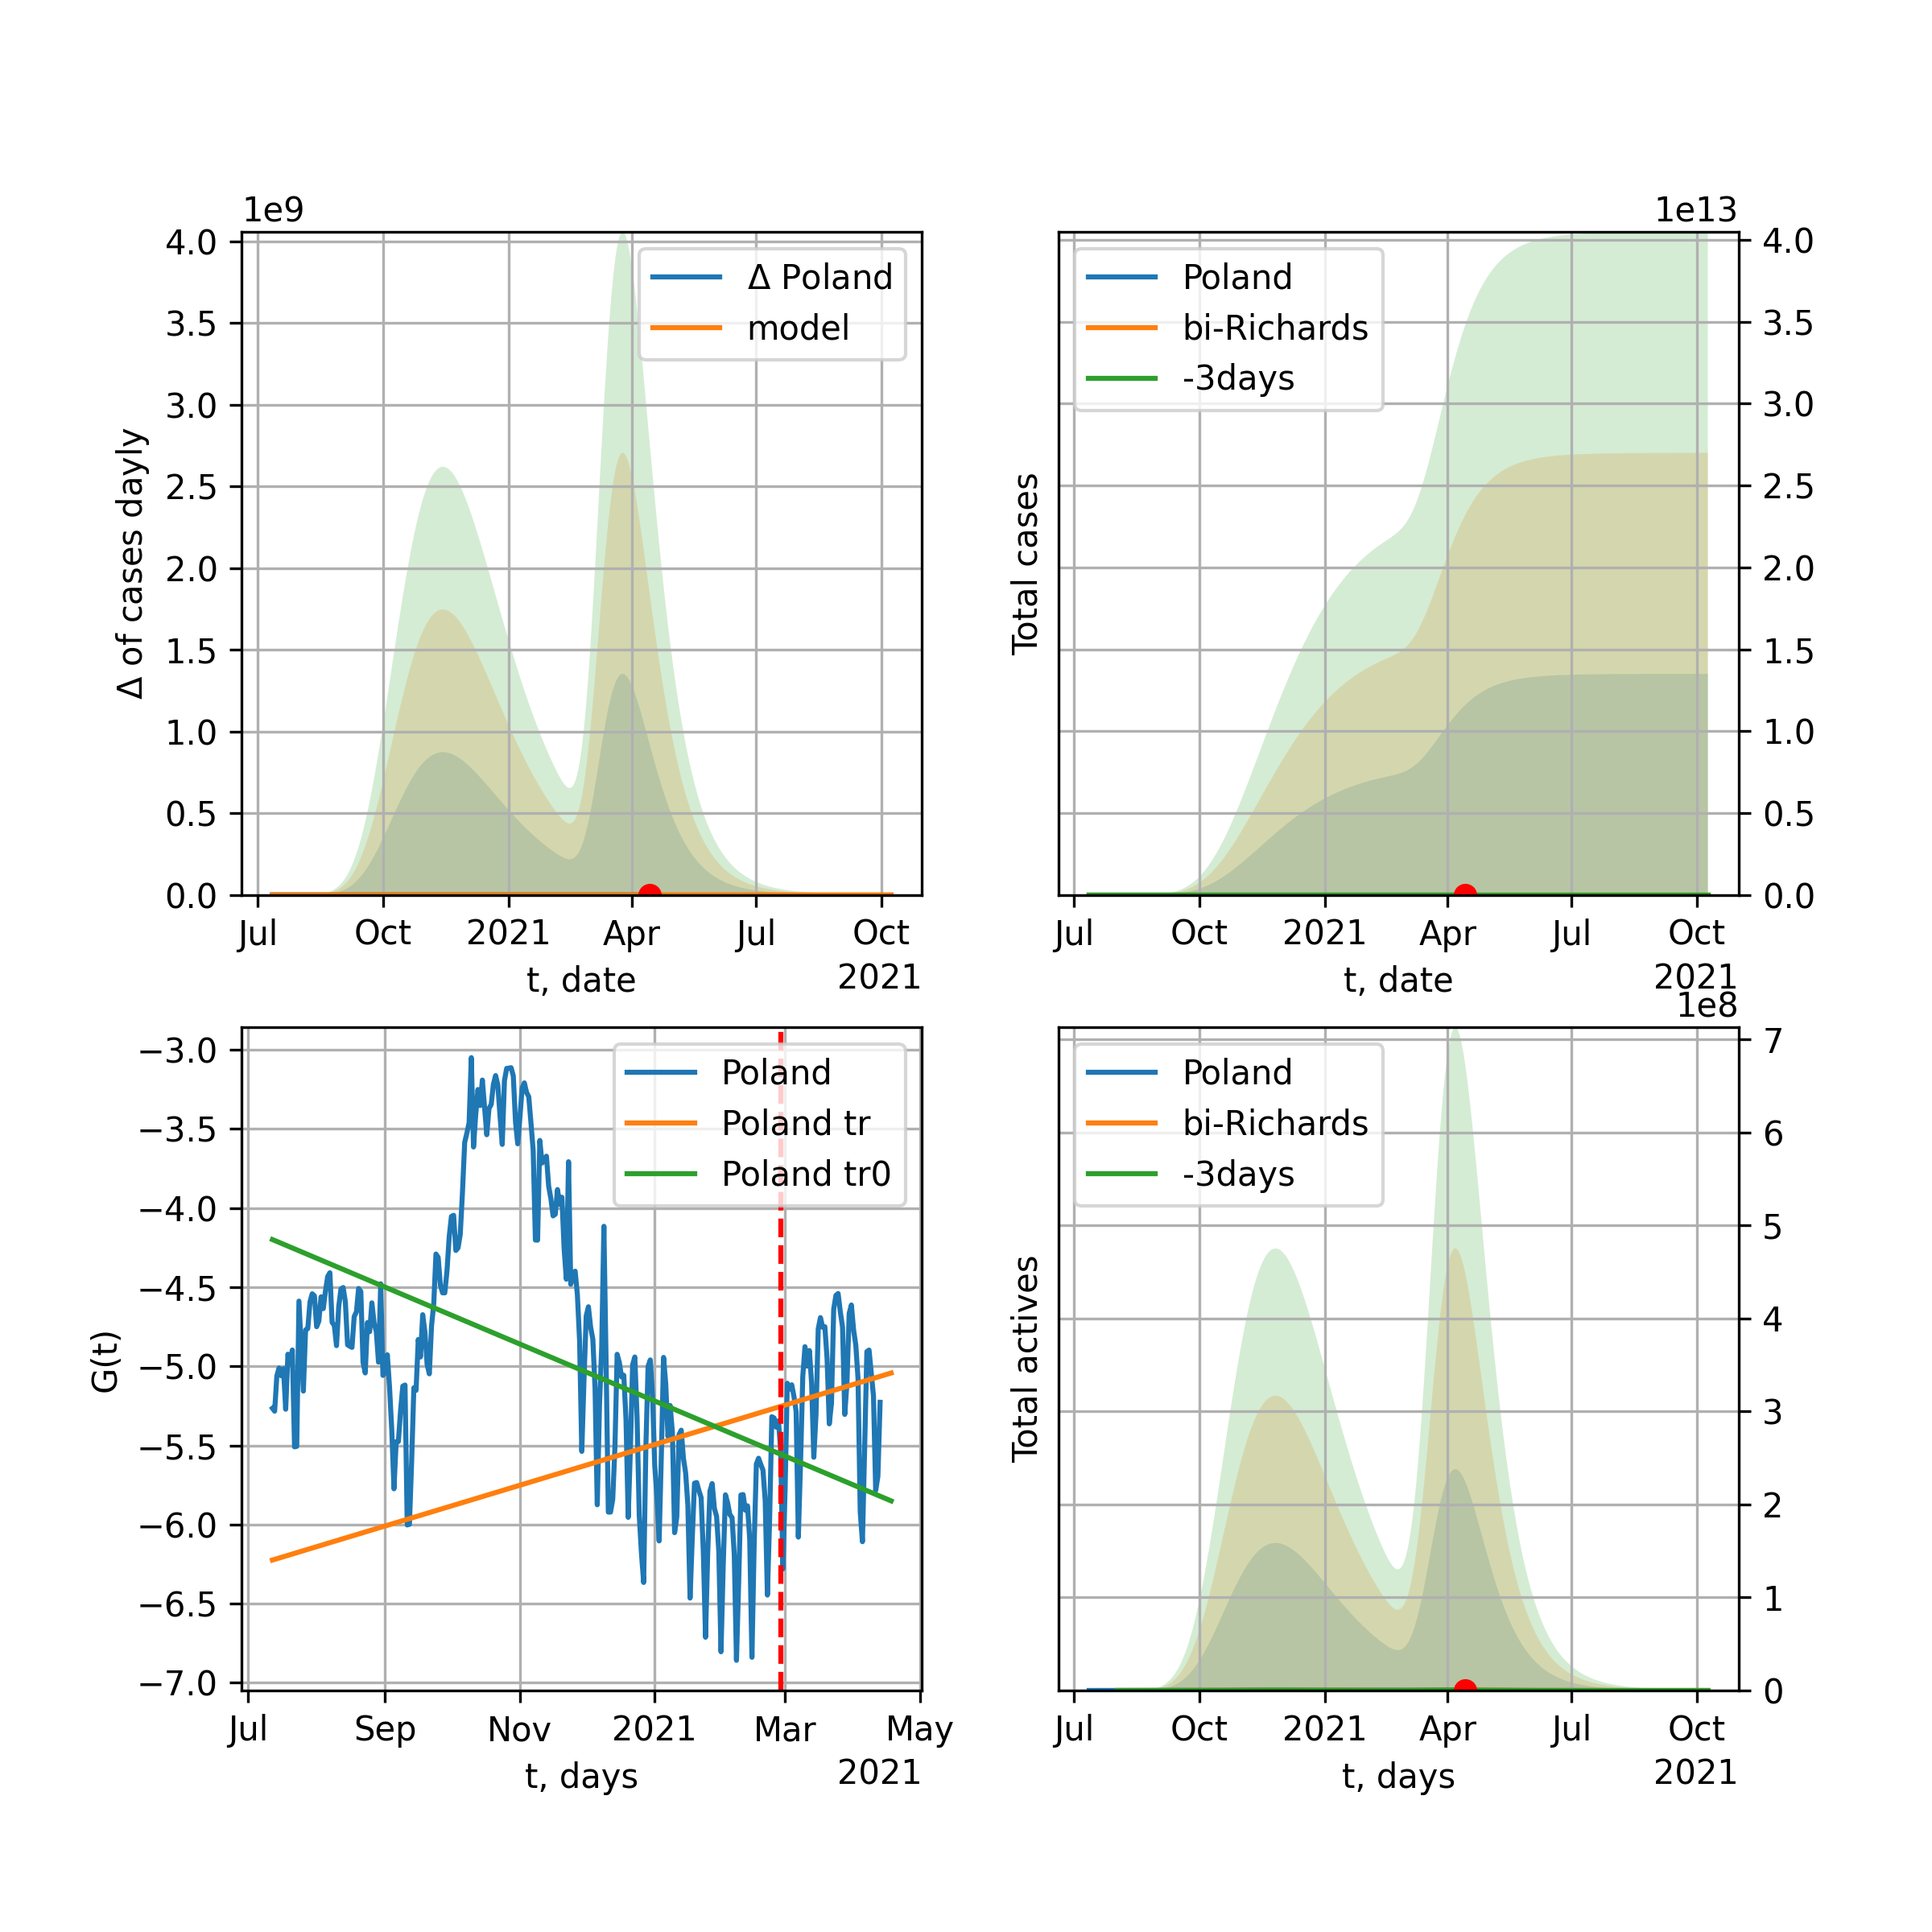 1e9
4.0
3.5
3.0
2.5
2.0
1.5
1.0
0.5
0.0
Δ of cases dayly
Δ Poland
model
Jul Oct 2021 Apr Jul Oct
t, date
2021
1e13
4.0
3.5
3.0
2.5
2.0
1.5
1.0
0.5
0.0
Total cases
Poland
bi-Richards
-3days
Jul Oct 2021 Apr Jul Oct
t, date
2021
−3.0
−3.5
−4.0
−4.5
−5.0
−5.5
−6.0
−6.5
−7.0
G(t)
Poland
Poland tr
Poland tr0
Jul Sep Nov 2021 Mar May
t, days
2021
1e8
7
6
5
4
3
2
1
0
Total actives
Poland
bi-Richards
-3days
Jul Oct 2021 Apr Jul Oct
t, days
2021